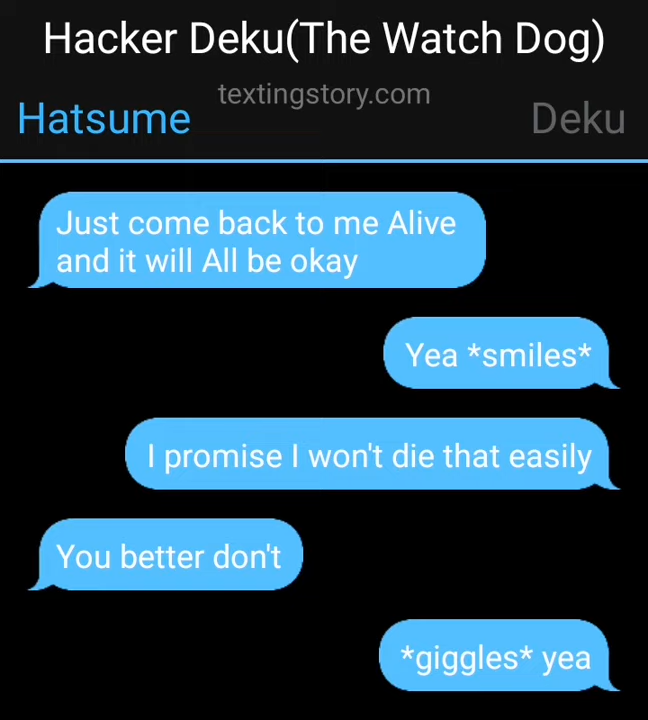 Hacker Deku(The Watch Dog)
textingstory.com
Hatsume
Deku
Just come back to me Alive
and it will All be okay
Yea *smiles*
I promise I won't die that easily
You better don't
*giggles* yea